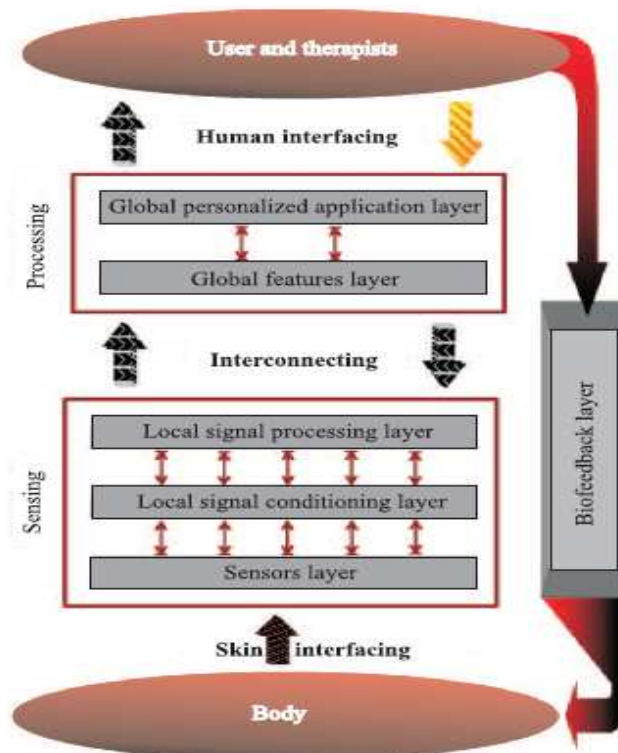 User and therapists
Human interfacing
Processing
Global personalized application layer
Global features layer
Interconnecting
Sensing
Local signal processing layer
Local signal conditioning layer
Sensors layer
Biofeedback layer
Skin interfacing
Body